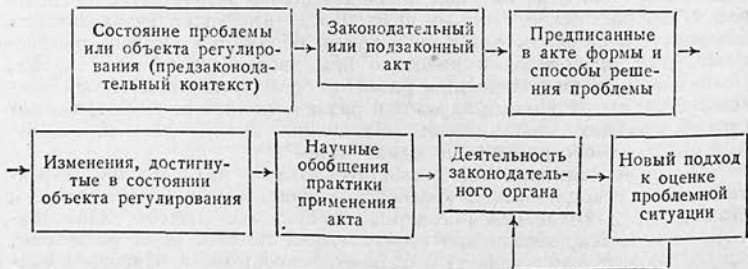 Состояние проблемы
или объекта регулиро-
вания (предзаконода-
тельный контекст)
Законодательный
или ползаконный
акт
Предписанные
в акте формы и
способы реше-
ния проблемы
Изменения, достигну-
тые в состоянии
объекта регулирования
Научные
обобщения
практики
применения
акта
Деятельность
законодатель-
ного органа
Новый подход
к оценке
проблемной
ситуации